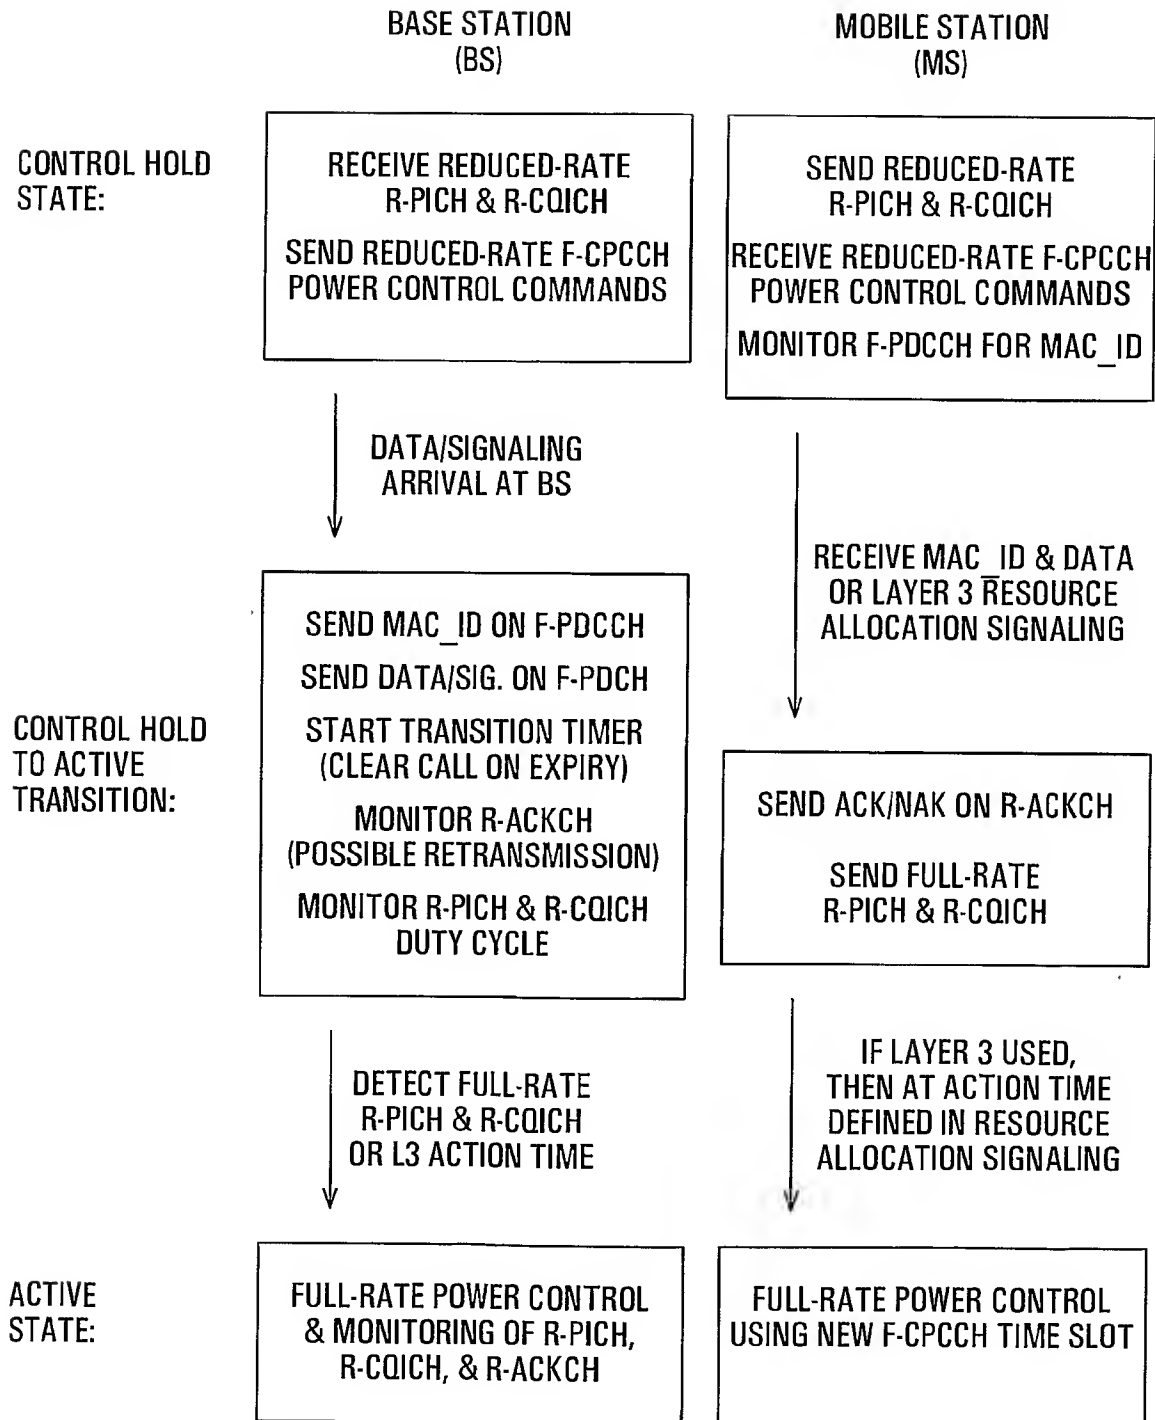 BASE STATION
(BS)
MOBILE STATION
(MS)
CONTROL HOLD
STATE:
RECEIVE REDUCED-RATE
R-PICH & R-CQICH
SEND REDUCED-RATE F-CPCCH
POWER CONTROL COMMANDS
SEND REDUCED-RATE
R-PICH & R-CQICH
RECEIVE REDUCED-RATE F-CPCCH
POWER CONTROL COMMANDS
MONITOR F-PDCCH FOR MAC_ID
DATA/SIGNALING
ARRIVAL AT BS
RECEIVE MAC_ID & DATA
OR LAYER 3 RESOURCE
ALLOCATION SIGNALING
CONTROL HOLD
TO ACTIVE
TRANSITION:
SEND MAC_ID ON F-PDCCH
SEND DATA/SIG. ON F-PDCH
START TRANSITION TIMER
(CLEAR CALL ON EXPIRY)
MONITOR R-ACKCH
(POSSIBLE RETRANSMISSION)
MONITOR R-PICH & R-CQICH
DUTY CYCLE
SEND ACK/NAK ON R-ACKCH
SEND FULL-RATE
R-PICH & R-CQICH
DETECT FULL-RATE
R-PICH & R-CQICH
OR L3 ACTION TIME
IF LAYER 3 USED,
THEN AT ACTION TIME
DEFINED IN RESOURCE
ALLOCATION SIGNALING
ACTIVE
STATE:
FULL-RATE POWER CONTROL
& MONITORING OF R-PICH,
R-CQICH, & R-ACKCH
FULL-RATE POWER CONTROL
USING NEW F-CPCCH TIME SLOT